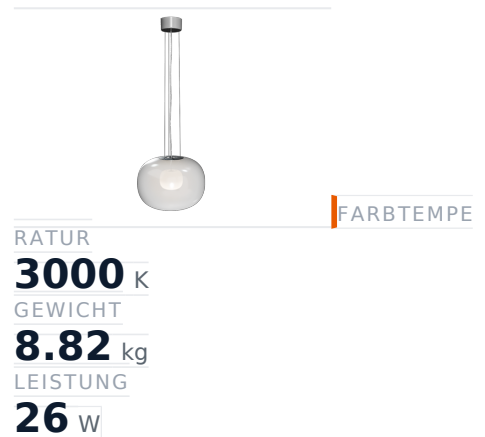 FARBTEMPE
RATUR
3000 K
GEWICHT
8.82 kg
LEISTUNG
26 W